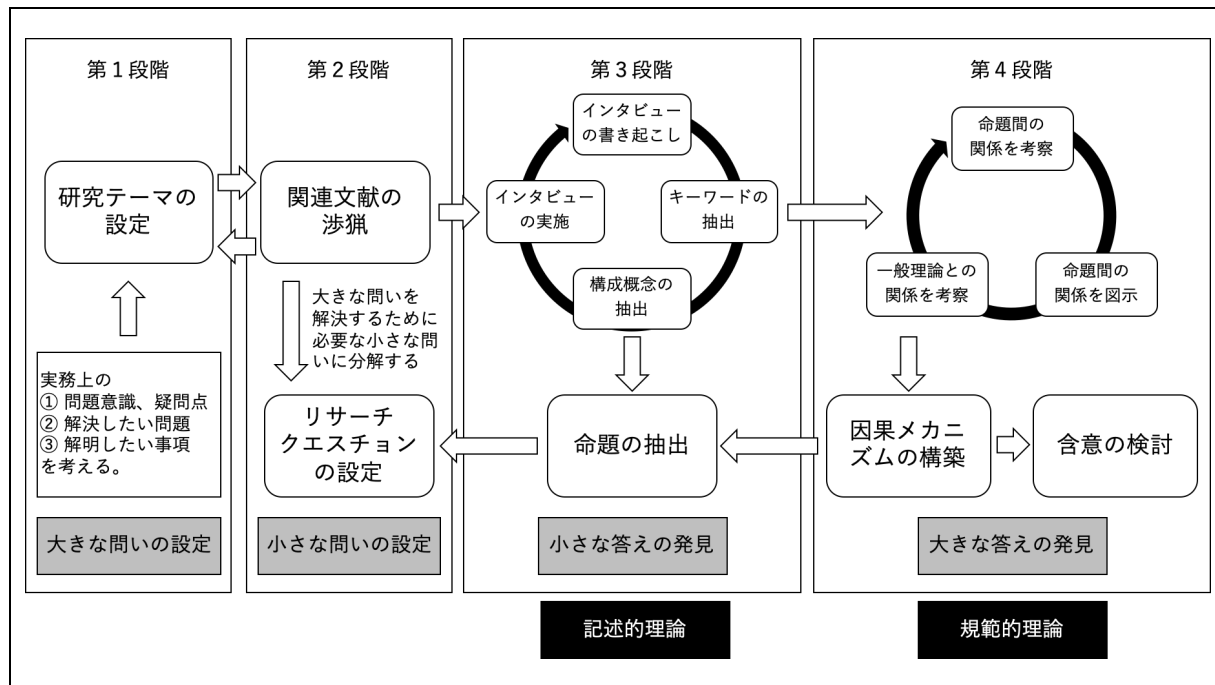 第1段階
研究テーマの
設定
実務上の
① 問題意識、疑問点
② 解決したい問題
③ 解明したい事項
を考える。
大きな問いの設定
第2段階
関連文献の
渉猟
大きな問いを
解決するために
必要な小さな問
いに分解する
リサーチ
クエスチョン
の設定
小さな問いの設定
第3段階
インタビュー
の書き起こし
インタビュー
の実施
キーワードの
抽出
構成概念の
抽出
命題の抽出
小さな答えの発見
記述的理論
第4段階
命題間の
関係を考察
一般理論との
関係を考察
命題間の
関係を図示
因果メカニ
ズムの構築
含意の検討
大きな答えの発見
規範的理論